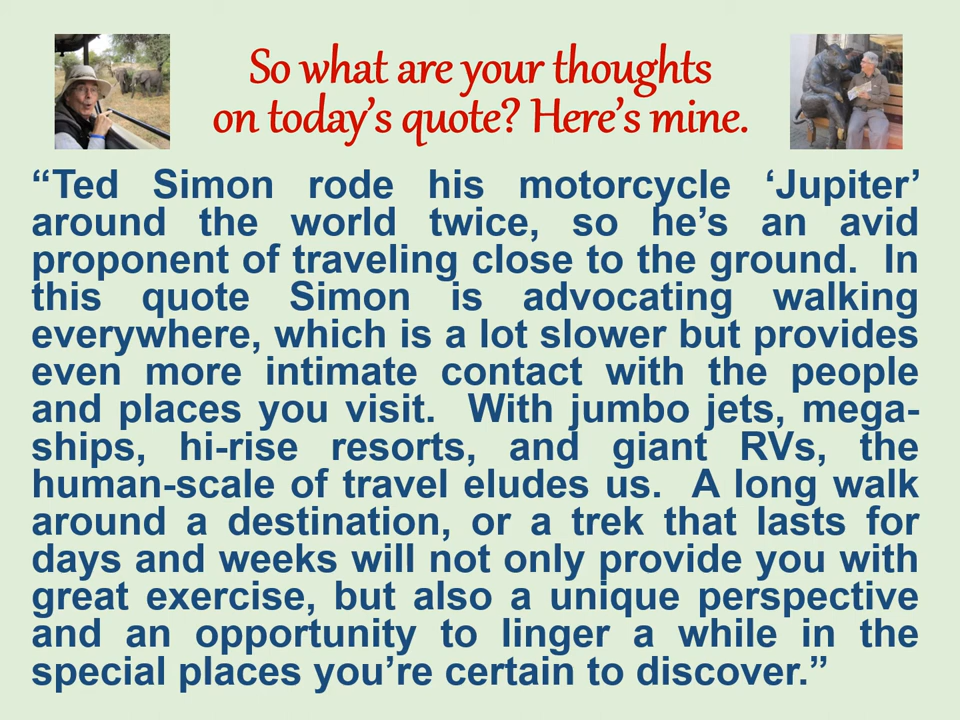 So what are your thoughts
on today’s quote? Here’s mine.
“Ted Simon rode his motorcycle ‘Jupiter’
around the world twice, so he’s an avid
proponent of traveling close to the ground. In
this quote Simon is advocating walking
everywhere, which is a lot slower but provides
even more intimate contact with the people
and places you visit. With jumbo jets, mega-
ships, hi-rise resorts, and giant RVs, the
human-scale of travel eludes us. A long walk
around a destination, or a trek that lasts for
days and weeks will not only provide you with
great exercise, but also a unique perspective
and an opportunity to linger a while in the
special places you’re certain to discover.”